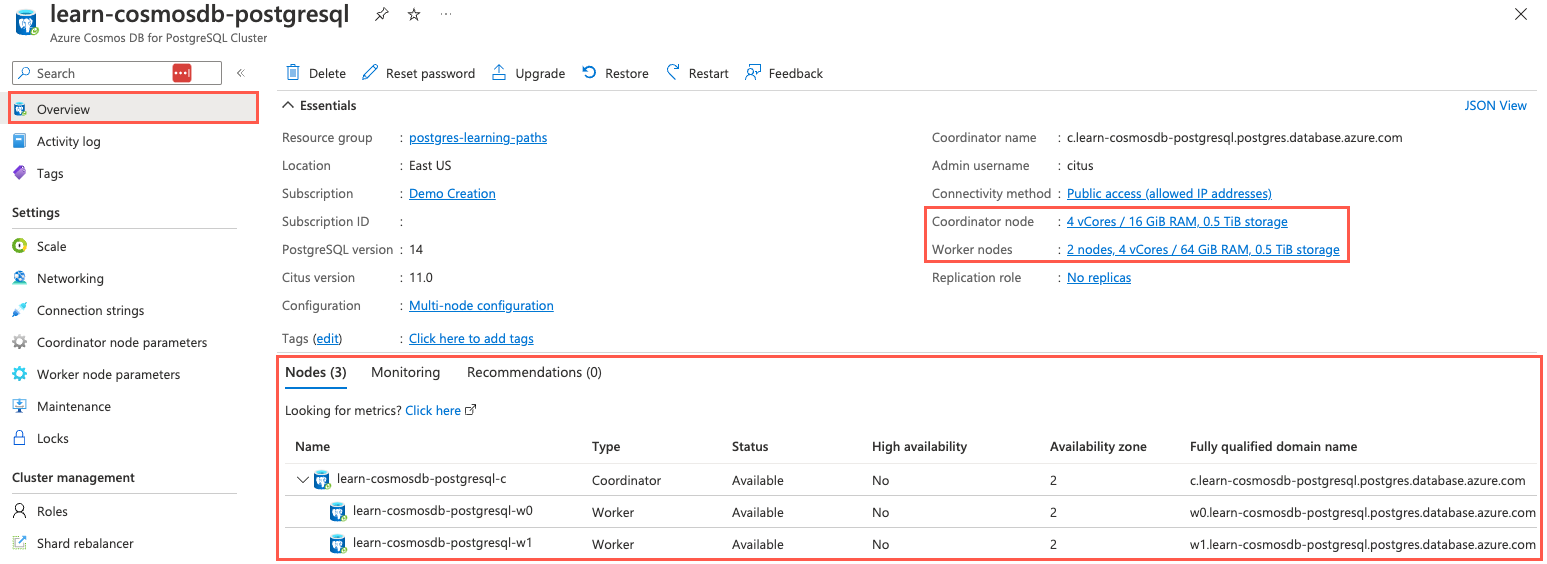 learn-cosmosdb-postgresql
Azure Cosmos DB for PostgreSQL Cluster
Search
Overview
Activity log
Tags
Settings
Scale
Networking
Connection strings
Coordinator node parameters
Worker node parameters
Maintenance
Locks
Cluster management
Roles
Shard rebalancer
Delete Reset password Upgrade Restore Restart Feedback
Essentials JSON View
Resource group : postgres-learning-paths
Location : East US
Subscription : Demo Creation
Subscription ID :
PostgreSQL version : 14
Citus version : 11.0
Configuration : Multi-node configuration
Tags (edit) : Click here to add tags
Coordinator name : c.learn-cosmosdb-postgresql.postgres.database.azure.com
Admin username : citus
Connectivity method : Public access (allowed IP addresses)
Coordinator node : 4 vCores / 16 GiB RAM, 0.5 TiB storage
Worker nodes : 2 nodes, 4 vCores / 64 GiB RAM, 0.5 TiB storage
Replication role : No replicas
Nodes (3) Monitoring Recommendations (0)
Looking for metrics? Click here
Name Type Status High availability Availability zone Fully qualified domain name
learn-cosmosdb-postgresql-c Coordinator Available No 2 c.learn-cosmosdb-postgresql.postgres.database.azure.com
learn-cosmosdb-postgresql-w0 Worker Available No 2 w0.learn-cosmosdb-postgresql.postgres.database.azure.com
learn-cosmosdb-postgresql-w1 Worker Available No 2 w1.learn-cosmosdb-postgresql.postgres.database.azure.com